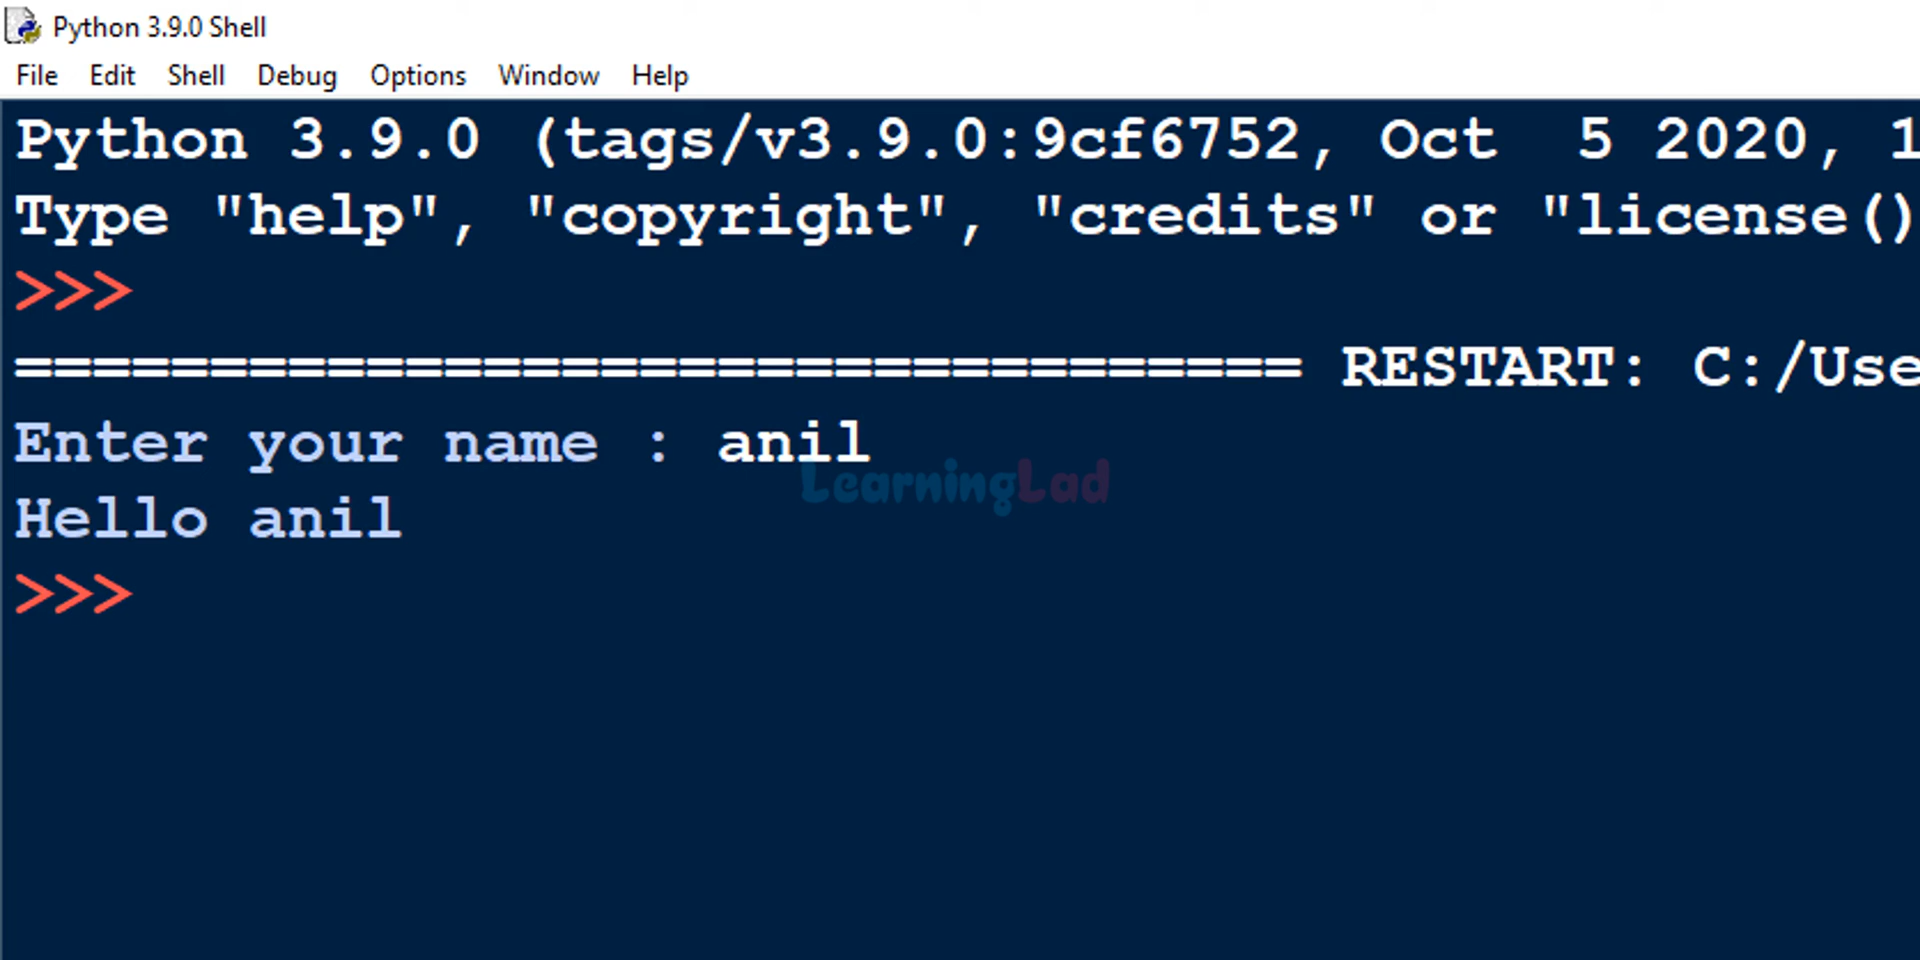 Python 3.9.0 Shell
File Edit Shell Debug Options Window Help
Python 3.9.0 (tags/v3.9.0:9cf6752, Oct  5 2020, 1
Type "help", "copyright", "credits" or "license()
>>>
================================= RESTART: C:/Use
Enter your name : anil
LearningLad
Hello anil
>>>